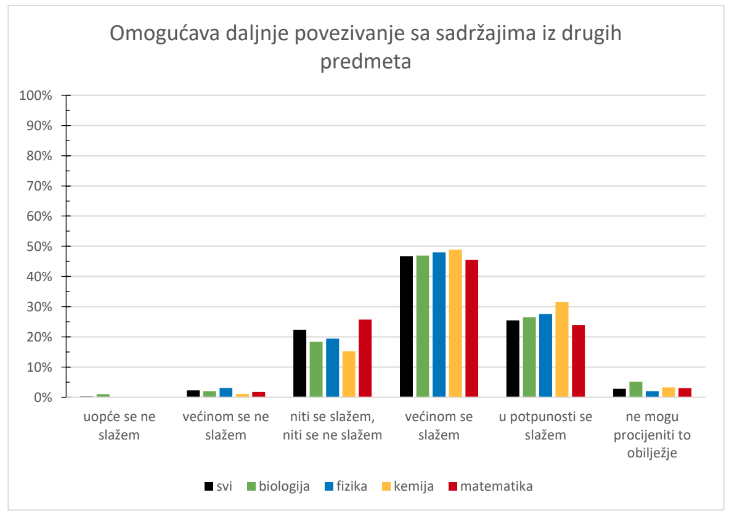 Omogućava daljnje povezivanje sa sadržajima iz drugih
predmeta
100%
90%
80%
70%
60%
50%
40%
30%
20%
10%
0%
uopće se ne
slažem
većinom se ne
slažem
niti se slažem,
niti se ne slažem
većinom se
slažem
u potpunosti se
slažem
ne mogu
procijeniti to
obilježje
svi biologija fizika kemija matematika